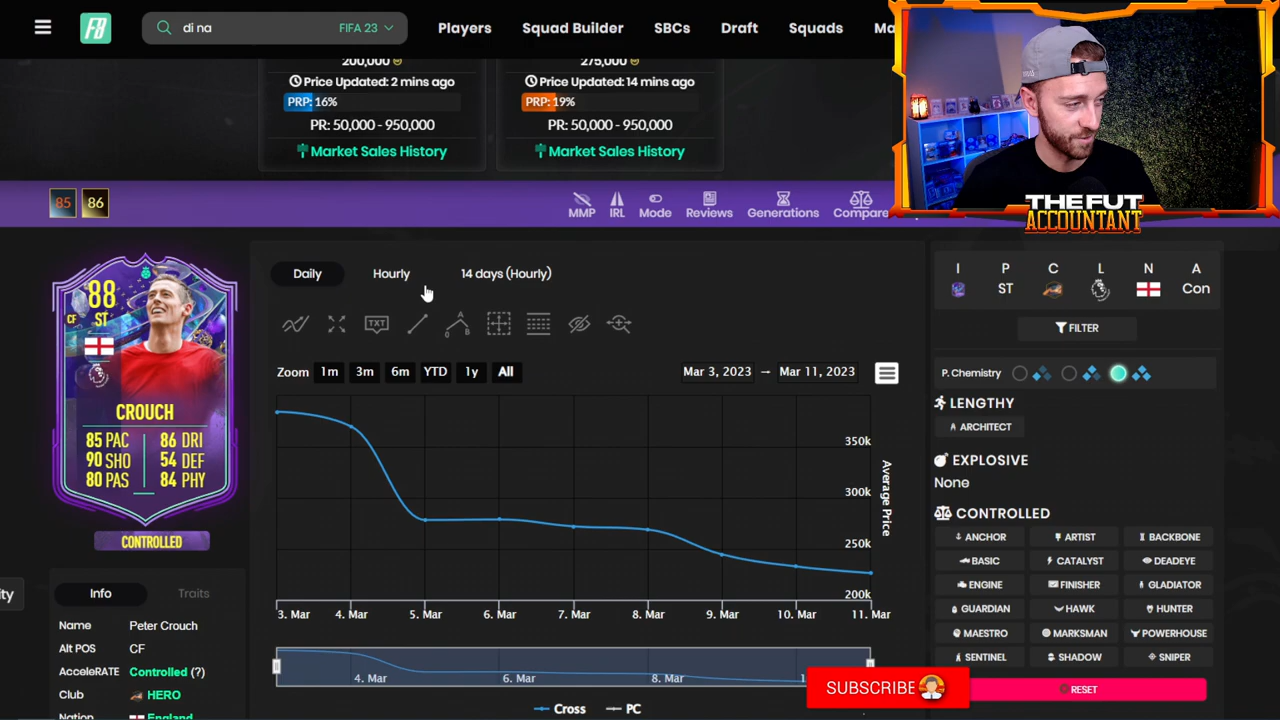 FB
di na
FIFA 23
Players
Squad Builder
SBCs
Draft
Squads
Ma
200,000
Price Updated: 2 mins ago
PRP: 16%
PR: 50,000 - 950,000
Market Sales History
275,000
Price Updated: 14 mins ago
PRP: 19%
PR: 50,000 - 950,000
Market Sales History
THE FUT
ACCOUNTANT
85
86
MMP
IRL
Mode
Reviews
Generations
Compare
88
CF
ST
CROUCH
85 PAC
86 DRI
90 SHO
54 DEF
80 PAS
84 PHY
CONTROLLED
ty
Info
Traits
Name
Peter Crouch
Alt POS
CF
AcceleRATE
Controlled (?)
Club
HERO
Nation
England
Daily
Hourly
14 days (Hourly)
TXT
Zoom
1m
3m
6m
YTD
1y
All
Mar 3, 2023
→
Mar 11, 2023
350k
300k
250k
200k
Average Price
3. Mar
4. Mar
5. Mar
6. Mar
7. Mar
8. Mar
9. Mar
10. Mar
11. Mar
4. Mar
6. Mar
8. Mar
1
Cross
PC
SUBSCRIBE
I
P
C
L
N
A
ST
Con
FILTER
P. Chemistry
LENGTHY
ARCHITECT
EXPLOSIVE
None
CONTROLLED
ANCHOR
ARTIST
BACKBONE
BASIC
CATALYST
DEADEYE
ENGINE
FINISHER
GLADIATOR
GUARDIAN
HAWK
HUNTER
MAESTRO
MARKSMAN
POWERHOUSE
SENTINEL
SHADOW
SNIPER
RESET